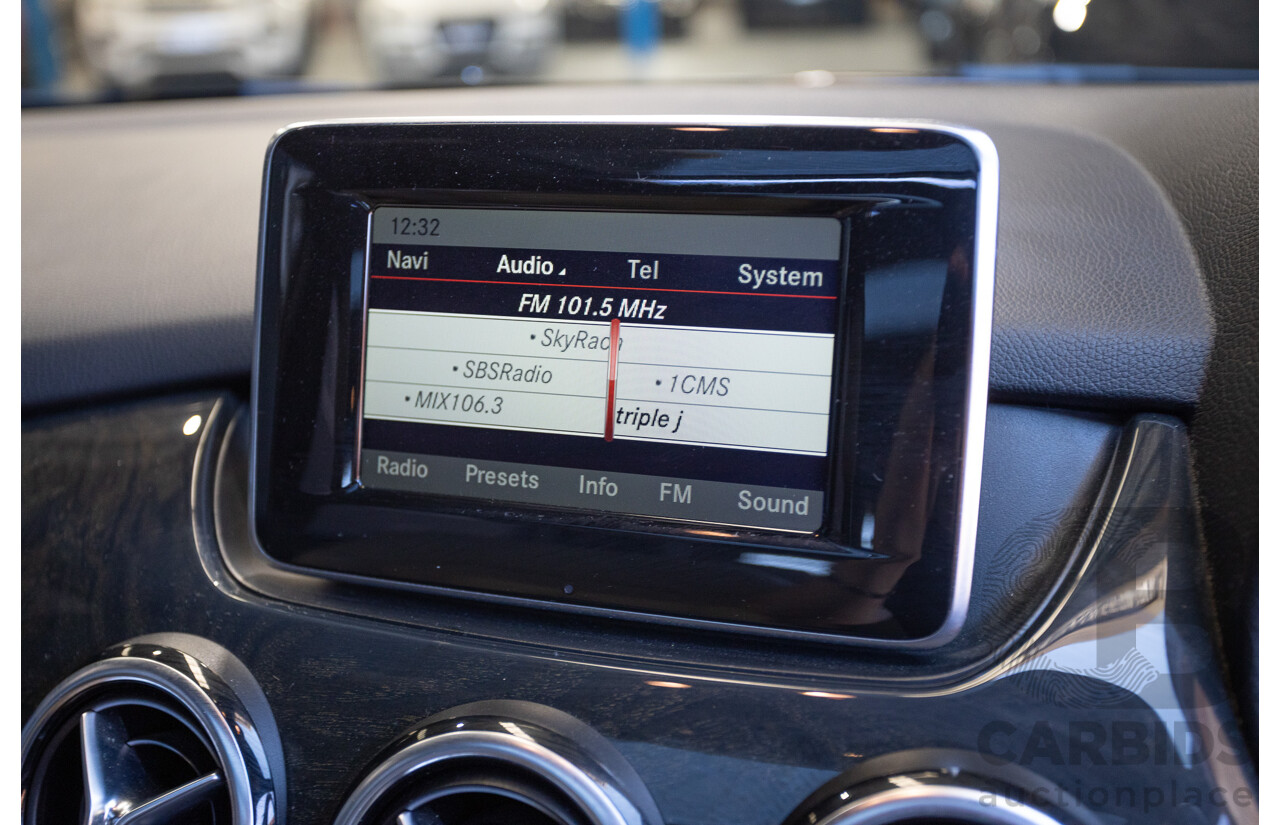 12:32
Navi Audio Tel System
FM 101.5 MHz
• SkyRad
• SBSRadio • 1CMS
• MIX106.3 triple j
Radio Presets Info FM Sound
CARBIDS
auctionplace